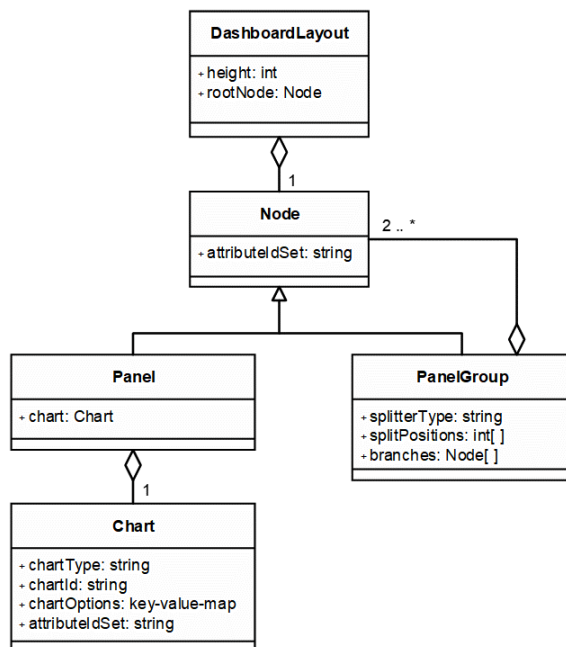 DashboardLayout
+ height: int
+ rootNode: Node
1
Node
+ attributeIdSet: string
2 .. *
Panel
+ chart: Chart
PanelGroup
+ splitterType: string
+ splitPositions: int[ ]
+ branches: Node[ ]
1
Chart
+ chartType: string
+ chartId: string
+ chartOptions: key-value-map
+ attributeIdSet: string